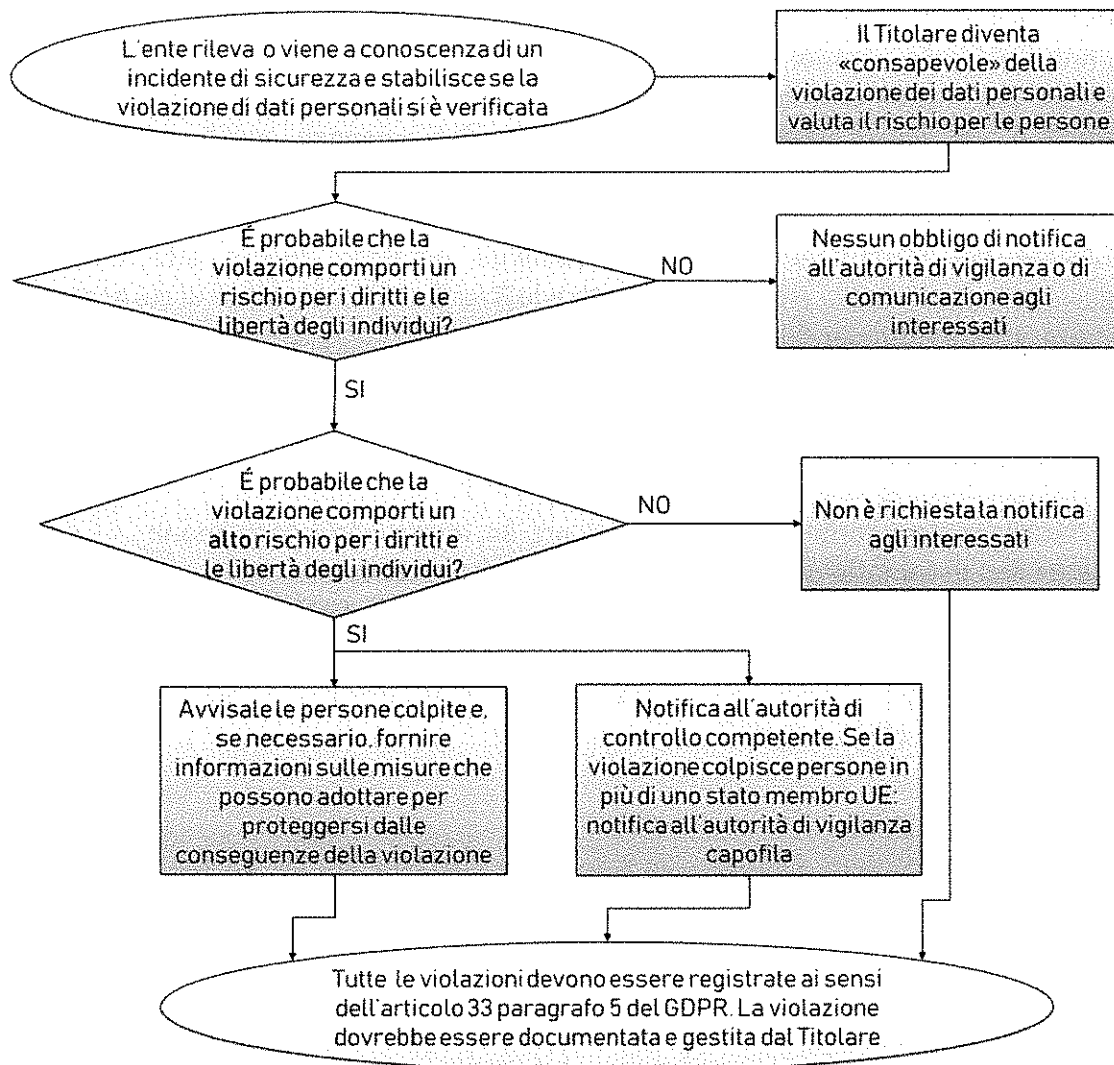 L'ente rileva o viene a conoscenza di un
incidente di sicurezza e stabilisce se la
violazione di dati personali si è verificata
Il Titolare diventa
«consapevole» della
violazione dei dati personali e
valuta il rischio per le persone
É probabile che la
violazione comporti un
rischio per i diritti e le
libertà degli individui?
NO
Nessun obbligo di notifica
all'autorità di vigilanza o di
comunicazione agli
interessati
SI
É probabile che la
violazione comporti un
alto rischio per i diritti e
le libertà degli individui?
NO
Non è richiesta la notifica
agli interessati
SI
Avvisale le persone colpite e,
se necessario, fornire
informazioni sulle misure che
possono adottare per
proteggersi dalle
conseguenze della violazione
Notifica all'autorità di
controllo competente. Se la
violazione colpisce persone in
più di uno stato membro UE:
notifica all'autorità di vigilanza
capofila
Tutte le violazioni devono essere registrate ai sensi
dell'articolo 33 paragrafo 5 del GDPR. La violazione
dovrebbe essere documentata e gestita dal Titolare